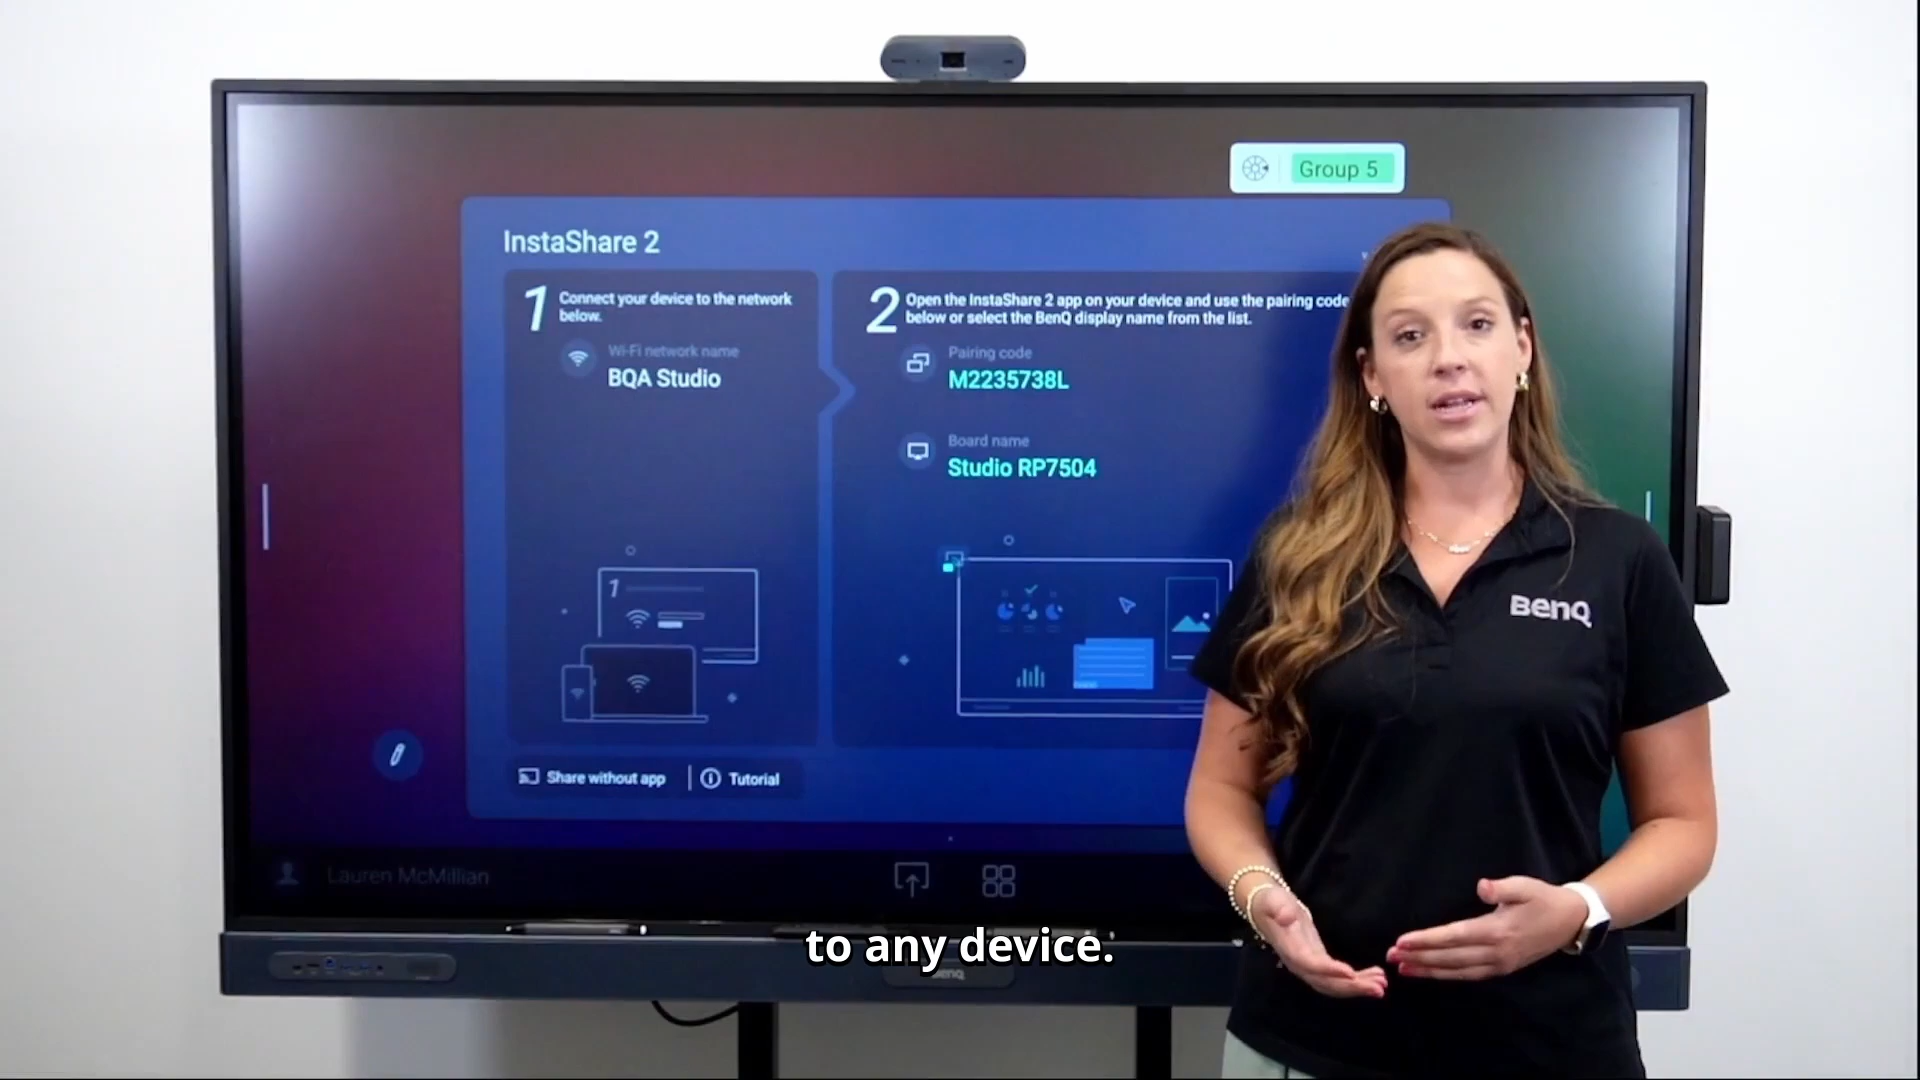 Group 5
InstaShare 2
1 Connect your device to the network
below.
Wi-Fi network name
BQA Studio
2 Open the InstaShare 2 app on your device and use the pairing code
below or select the BenQ display name from the list.
Pairing code
M2235738L
Board name
Studio RP7504
1
Share without app
Tutorial
Lauren McMillian
BenQ
to any device.
BenQ